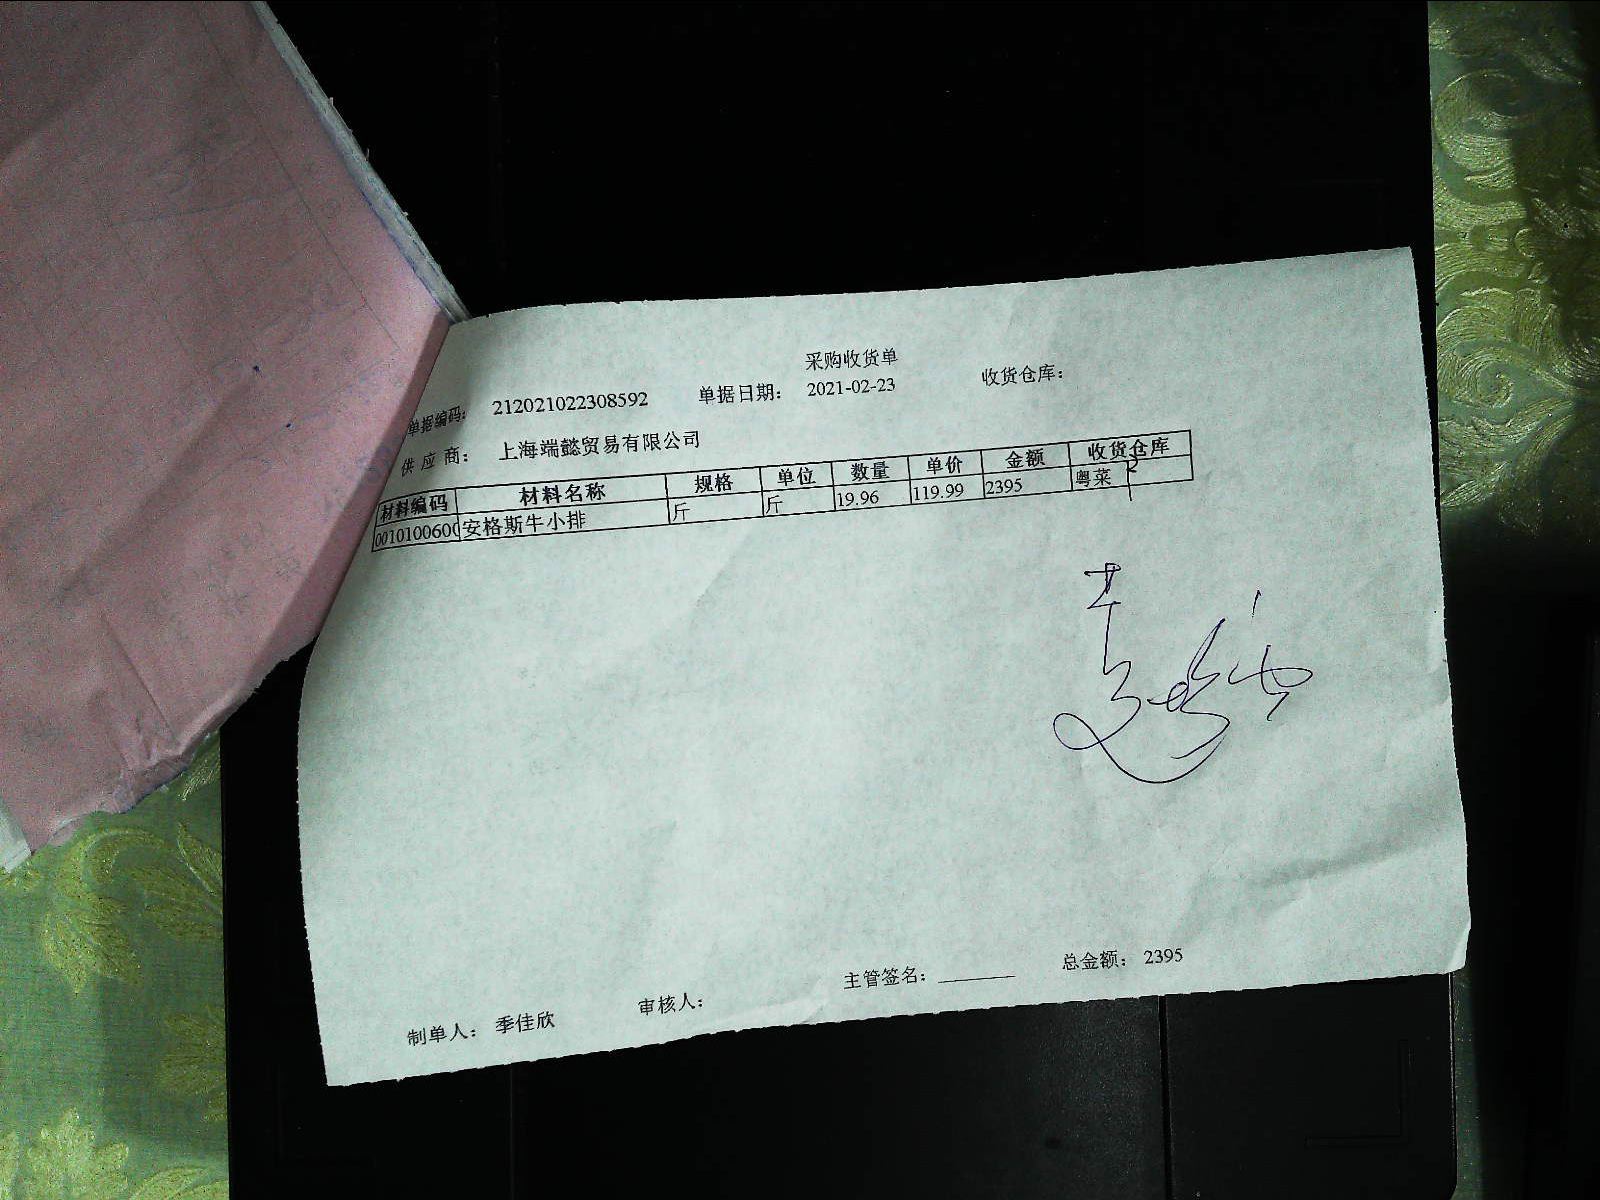 采购收货单
单据编码： 212021022308592 单据日期： 2021-02-23 收货仓库：
供 应 商： 上海端懿贸易有限公司
材料编码 材料名称 规格 单位 数量 单价 金额 收货仓库
0010100600 安格斯牛小排 斤 斤 19.96 119.99 2395 粤菜
制单人： 季佳欣 审核人： 主管签名：________ 总金额： 2395